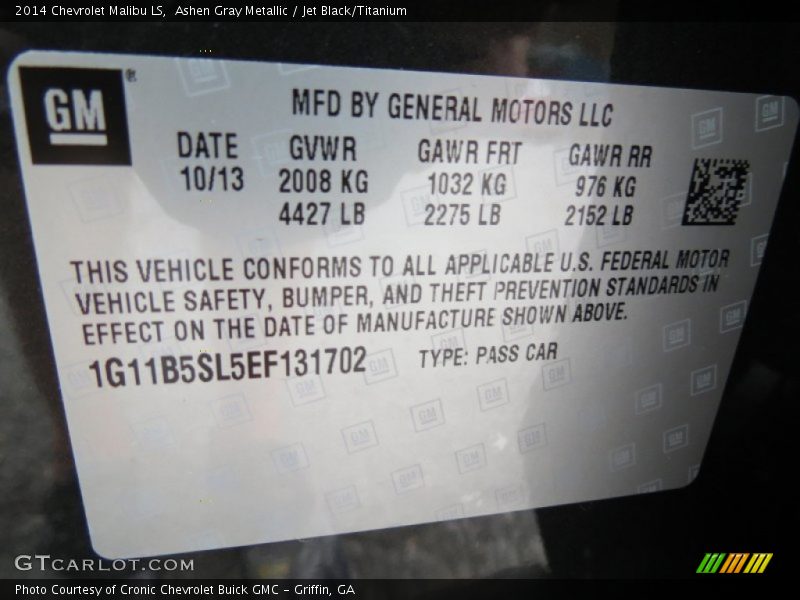 2014 Chevrolet Malibu LS,  Ashen Gray Metallic / Jet Black/Titanium
GM ®
MFD BY GENERAL MOTORS LLC
DATE GVWR GAWR FRT GAWR RR
10/13 2008 KG 1032 KG 976 KG
4427 LB 2275 LB 2152 LB
THIS VEHICLE CONFORMS TO ALL APPLICABLE U.S. FEDERAL MOTOR
VEHICLE SAFETY, BUMPER, AND THEFT PREVENTION STANDARDS IN
EFFECT ON THE DATE OF MANUFACTURE SHOWN ABOVE.
1G11B5SL5EF131702 TYPE: PASS CAR
GTCARLOT.COM
Photo Courtesy of Cronic Chevrolet Buick GMC - Griffin, GA